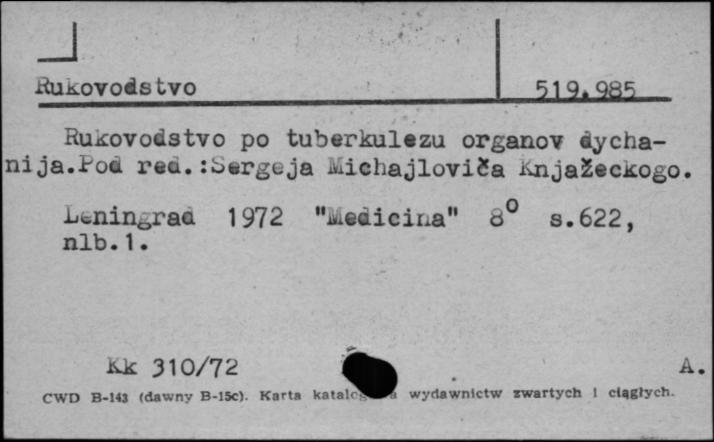 Rukovodstvo 519.985
Rukovodstvo po tuberkulezu organov dycha-
nija.Pod red.:Sergeja Michajloviča Knjažeckogo.
Leningrad 1972 "Medicina" 8⁰ s.622,
nlb.1.
Kk 310/72 A.
CWD B-143 (dawny B-15c). Karta wydawnictw zwartych i ciągłych.